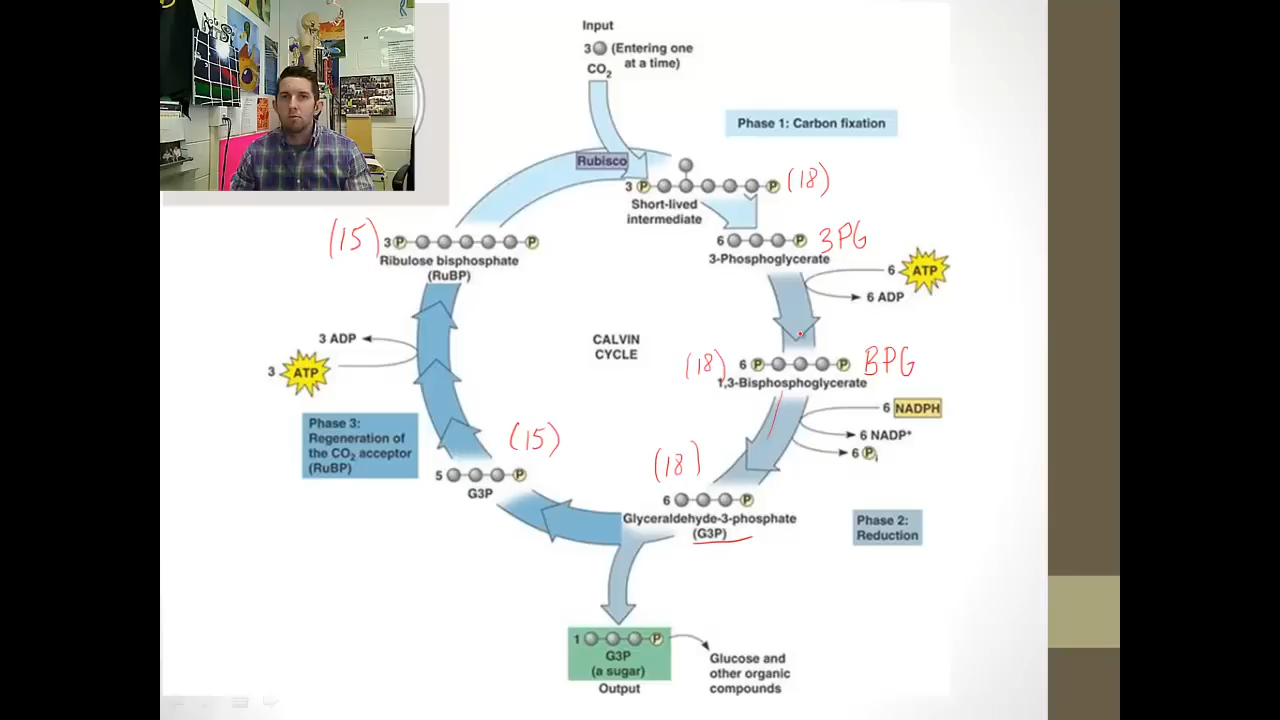 Input
3 (Entering one
at a time)
CO₂
Phase 1: Carbon fixation
Rubisco
3 P P (18)
Short-lived
intermediate
(15) 3 P P
Ribulose bisphosphate
(RuBP)
6 P 3PG
3-Phosphoglycerate
6 ATP
6 ADP
CALVIN
CYCLE
3 ADP
3 ATP
(18) 6 P P BPG
1,3-Bisphosphoglycerate
6 NADPH
6 NADP⁺
6 Pᵢ
Phase 3:
Regeneration of
the CO₂ acceptor
(RuBP)
(15)
5 P
G3P
(18)
6 P
Glyceraldehyde-3-phosphate
(G3P)
Phase 2:
Reduction
1 P
G3P
(a sugar)
Output
Glucose and
other organic
compounds